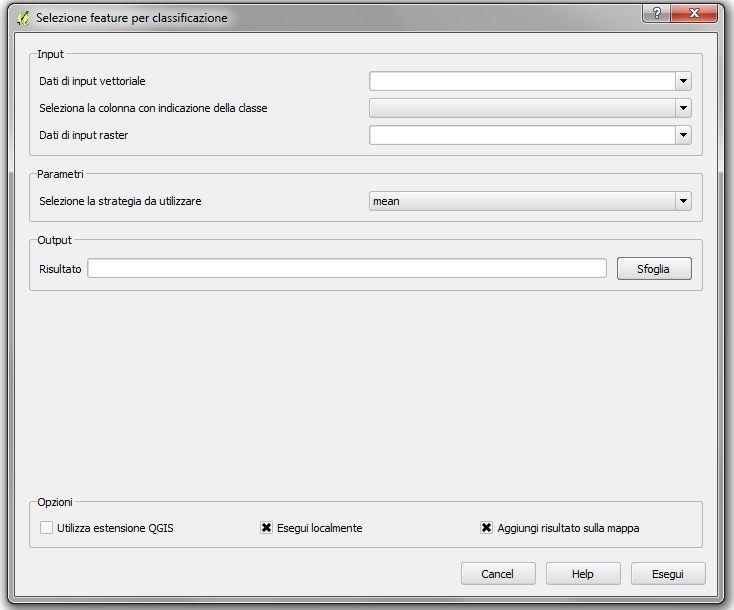 Selezione feature per classificazione
?
Input
Dati di input vettoriale
Seleziona la colonna con indicazione della classe
Dati di input raster
Parametri
Selezione la strategia da utilizzare mean
Output
Risultato Sfoglia
Opzioni
Utilizza estensione QGIS Esegui localmente Aggiungi risultato sulla mappa
Cancel Help Esegui